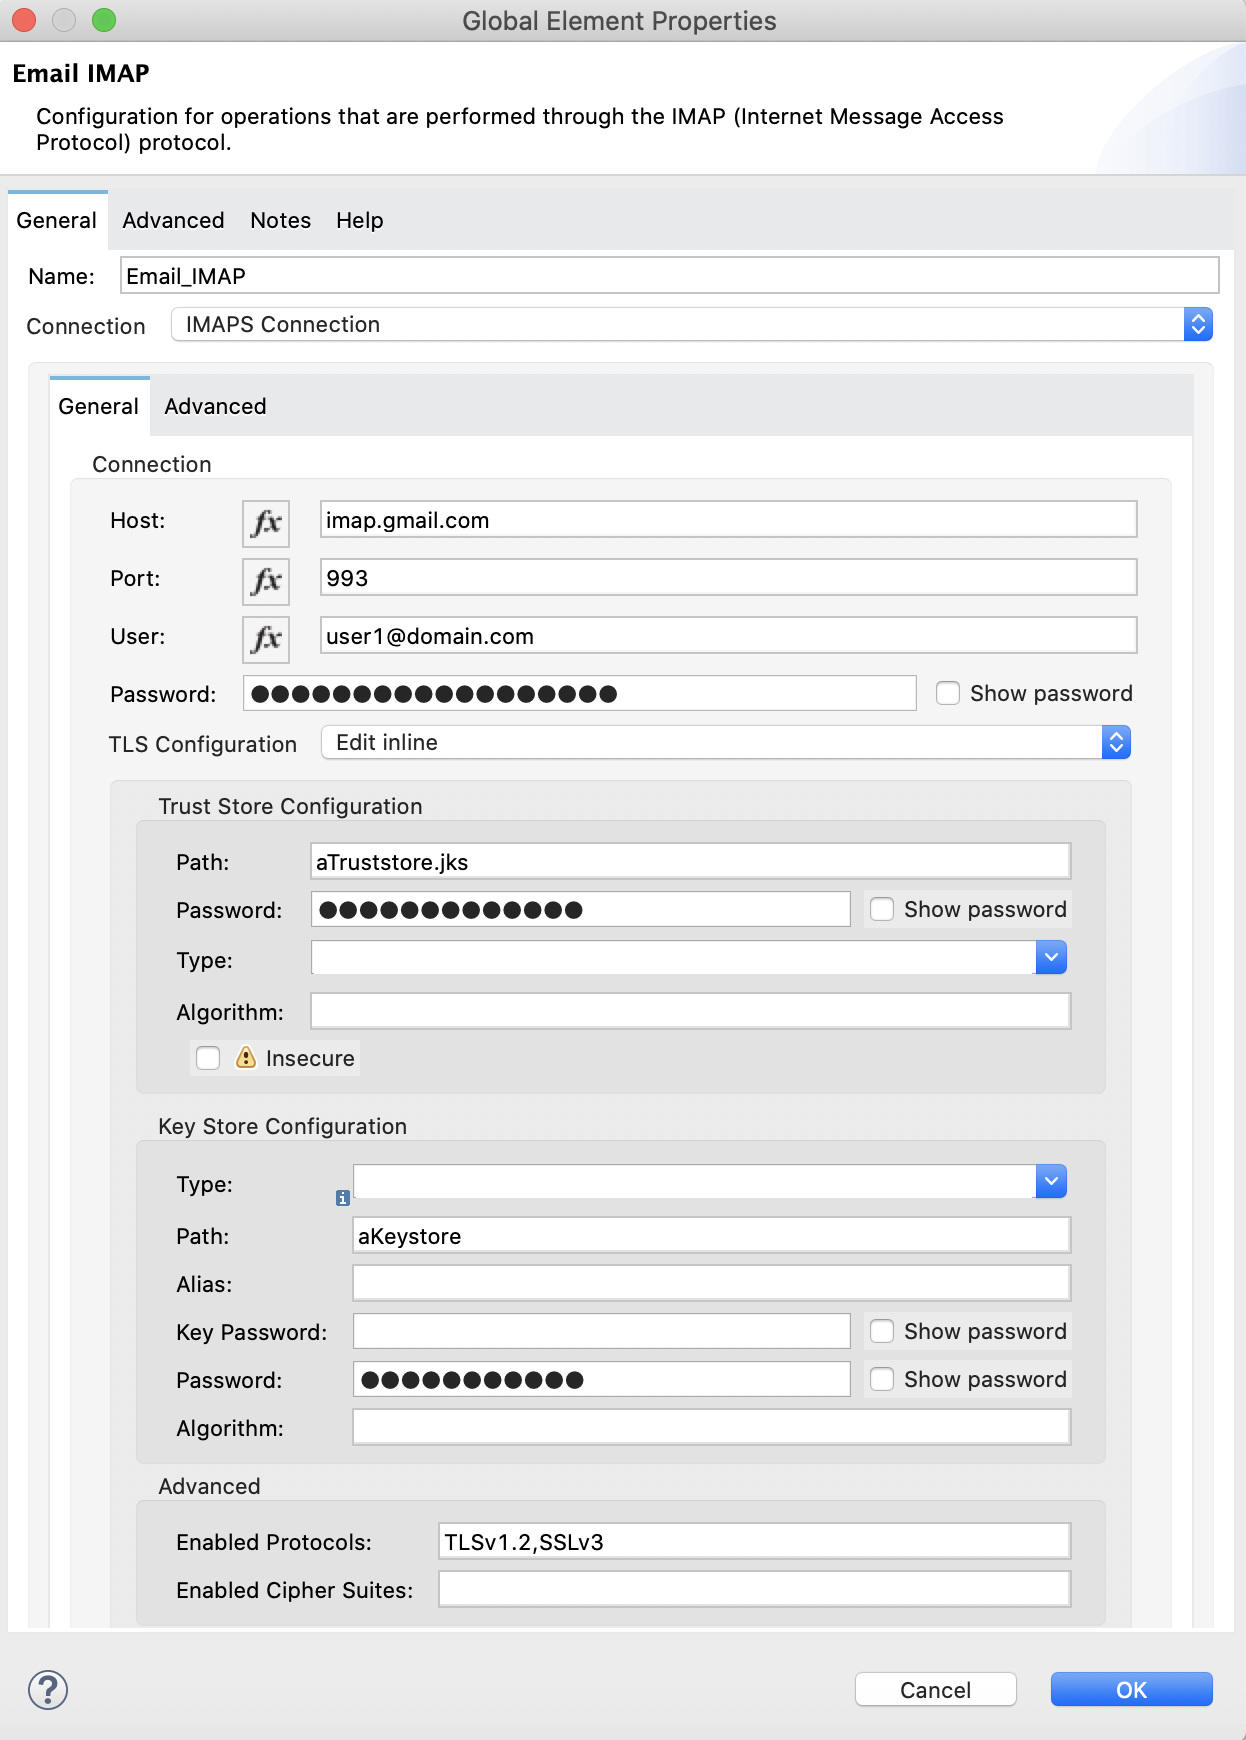 Global Element Properties
Email IMAP
Configuration for operations that are performed through the IMAP (Internet Message Access
Protocol) protocol.
General Advanced Notes Help
Name: Email_IMAP
Connection IMAPS Connection
General Advanced
Connection
Host: fx imap.gmail.com
Port: fx 993
User: fx user1@domain.com
Password: ●●●●●●●●●●●●●●●●●● Show password
TLS Configuration Edit inline
Trust Store Configuration
Path: aTruststore.jks
Password: ●●●●●●●●●●●●● Show password
Type:
Algorithm:
Insecure
Key Store Configuration
Type:
Path: aKeystore
Alias:
Key Password: Show password
Password: ●●●●●●●●●●● Show password
Algorithm:
Advanced
Enabled Protocols: TLSv1.2,SSLv3
Enabled Cipher Suites:
? Cancel OK